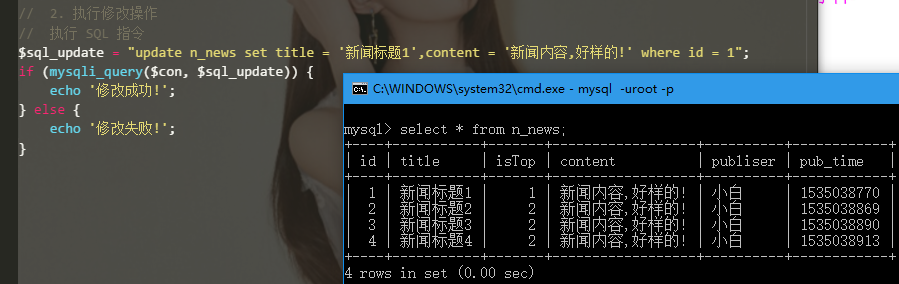 //  2. 执行修改操作
//  执行 SQL 指令
$sql_update = "update n_news set title = '新闻标题1',content = '新闻内容,好样的!' where id = 1";
if (mysqli_query($con, $sql_update)) {
    echo '修改成功!';
} else {
    echo '修改失败!';
}
C:\WINDOWS\system32\cmd.exe - mysql  -uroot -p
mysql> select * from n_news;
+----+-----------+-------+------------------+-----------+------------+
| id | title     | isTop | content          | publiser | pub_time   |
+----+-----------+-------+------------------+-----------+------------+
|  1 | 新闻标题1 |     1 | 新闻内容,好样的! | 小白     | 1535038770 |
|  2 | 新闻标题2 |     2 | 新闻内容,好样的! | 小白     | 1535038869 |
|  3 | 新闻标题3 |     2 | 新闻内容,好样的! | 小白     | 1535038890 |
|  4 | 新闻标题4 |     2 | 新闻内容,好样的! | 小白     | 1535038913 |
+----+-----------+-------+------------------+-----------+------------+
4 rows in set (0.00 sec)